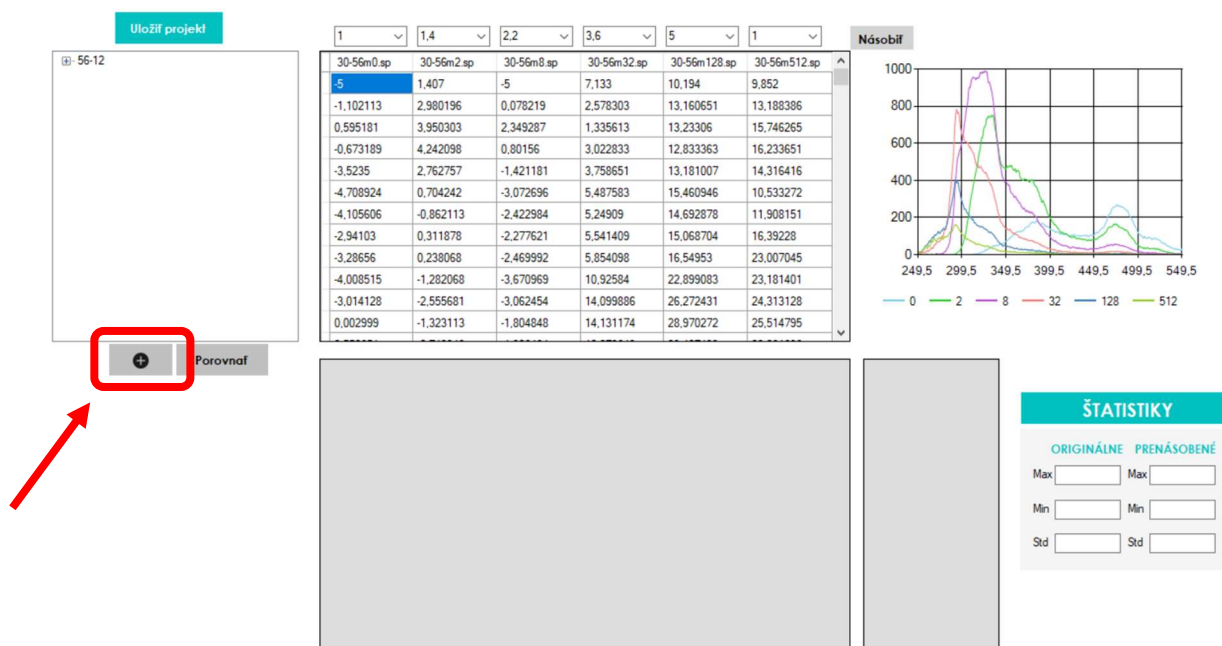 Uložiť projekt
56-12
1 1,4 2,2 3,6 5 1
Násobiť
30-56m0.sp 30-56m2.sp 30-56m8.sp 30-56m32.sp 30-56m128.sp 30-56m512.sp
-5 1,407 -5 7,133 10,194 9,852
-1,102113 2,980196 0,078219 2,578303 13,160651 13,188386
0,595181 3,950303 2,349287 1,335613 13,23306 15,746265
-0,673189 4,242098 0,80156 3,022833 12,833363 16,233651
-3,5235 2,762757 -1,421181 3,758651 13,181007 14,316416
-4,708924 0,704242 -3,072696 5,487583 15,460946 10,533272
-4,105606 -0,862113 -2,422984 5,24909 14,692878 11,908151
-2,94103 0,311878 -2,277621 5,541409 15,068704 16,39228
-3,28656 0,238068 -2,469992 5,854098 16,54953 23,007045
-4,008515 -1,282068 -3,670969 10,92584 22,899083 23,181401
-3,014128 -2,555681 -3,062454 14,099886 26,272431 24,313128
0,002999 -1,323113 -1,804848 14,131174 28,970272 25,514795
1000
800
600
400
200
0
249,5 299,5 349,5 399,5 449,5 499,5 549,5
0 2 8 32 128 512
Porovnať
ŠTATISTIKY
ORIGINÁLNE PRENÁSOBENÉ
Max Max
Min Min
Std Std